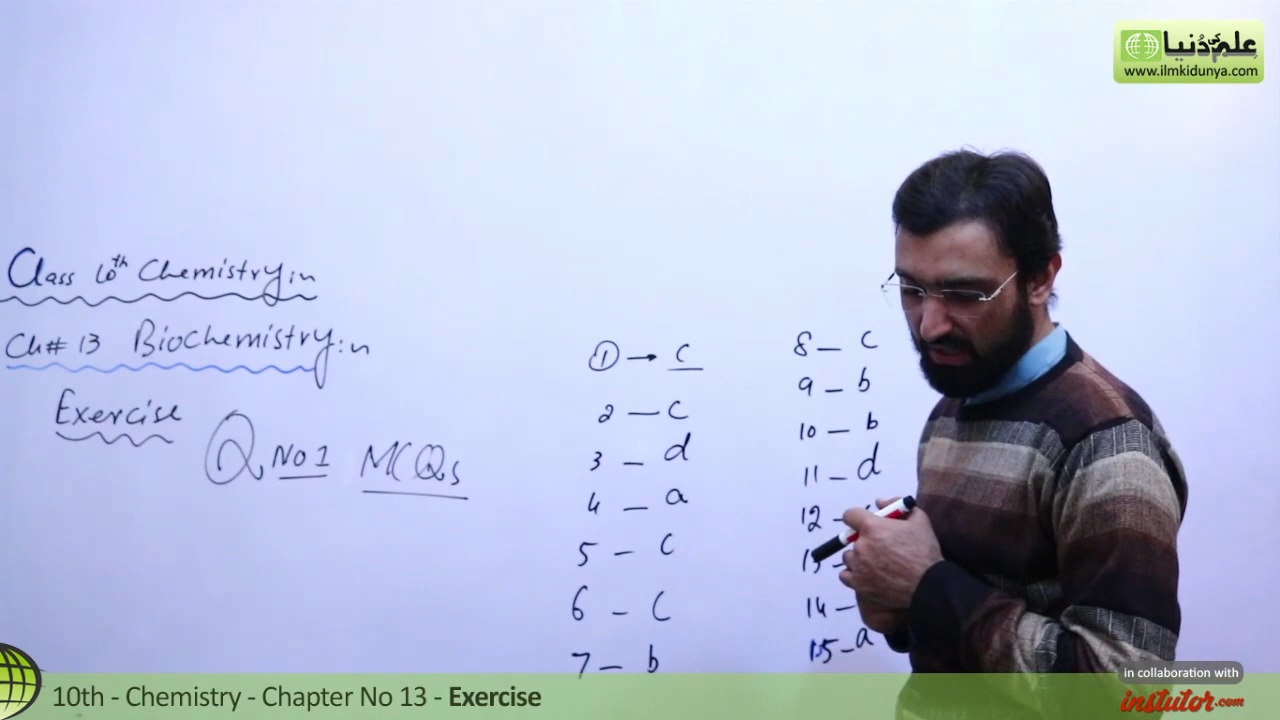 علم کی دُنیا
www.ilmkidunya.com
Class 10th Chemistry:n
Ch# 13 Biochemistry:n
Exercise
Q No 1 MCQs
① → c
2 — c
3 — d
4 — a
5 — c
6 — c
7 — b
8 — c
9 — b
10 — b
11 — d
12 —
13 -
14 —
15 - a
10th - Chemistry - Chapter No 13 - Exercise
in collaboration with
instutor.com